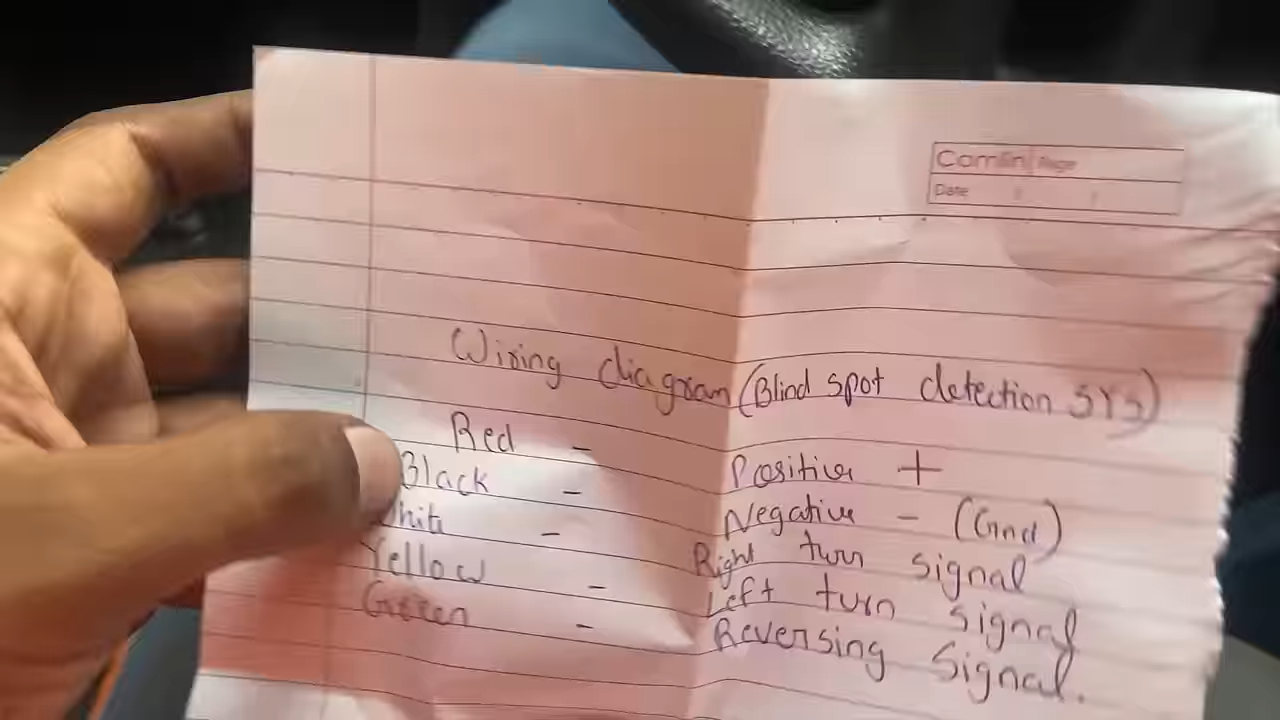 Camlin Page
Date / /
Wiring diagram (Blind spot detection sys)
Red - Positive +
Black - Negative - (Gnd)
White - Right turn signal
Yellow - Left turn signal
Green - Reversing Signal.